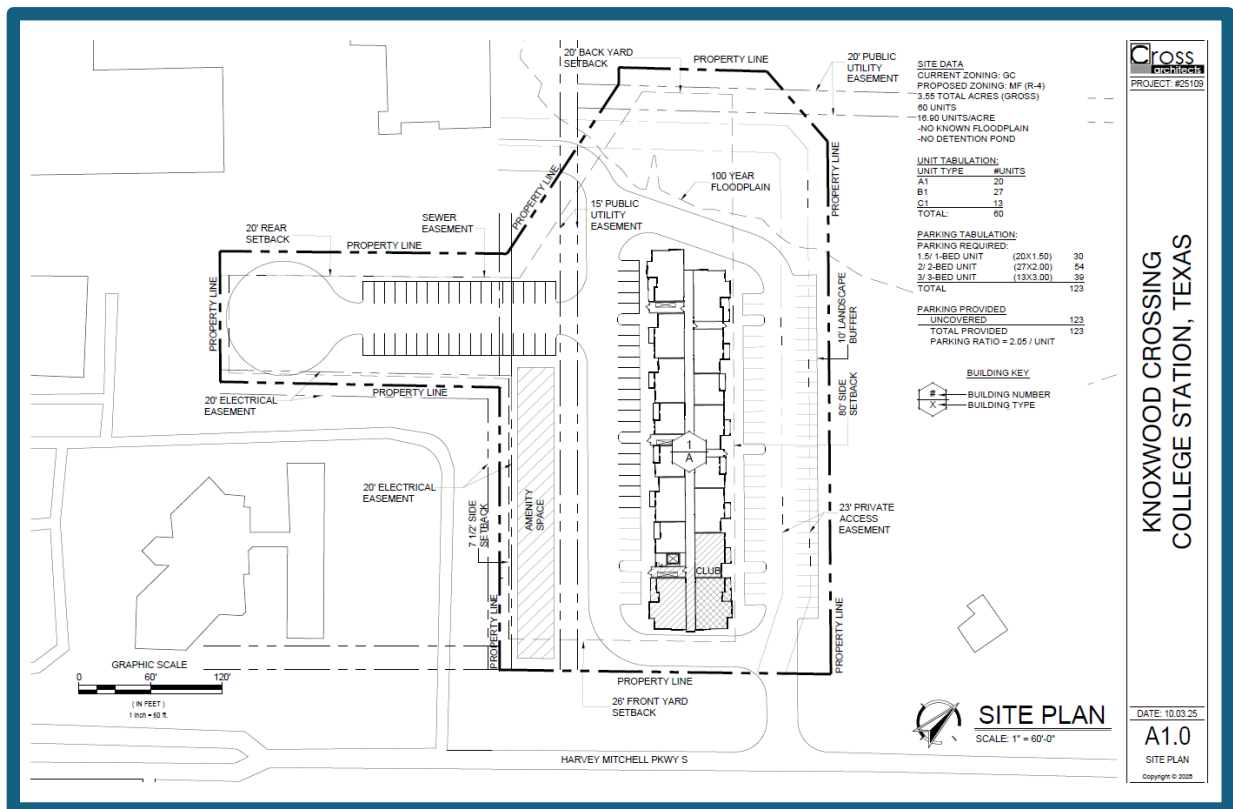 20' BACK YARD
SETBACK
PROPERTY LINE
20' PUBLIC
UTILITY
EASEMENT
SITE DATA
CURRENT ZONING: GC
PROPOSED ZONING: MF (R-4)
3.55 TOTAL ACRES (GROSS)
60 UNITS
16.90 UNITS/ACRE
-NO KNOWN FLOODPLAIN
-NO DETENTION POND
UNIT TABULATION:
UNIT TYPE #UNITS
A1 20
B1 27
C1 13
TOTAL: 60
PARKING TABULATION:
PARKING REQUIRED:
1.5/ 1-BED UNIT (20X1.50) 30
2/ 2-BED UNIT (27X2.00) 54
3/ 3-BED UNIT (13X3.00) 39
TOTAL 123
PARKING PROVIDED
UNCOVERED 123
TOTAL PROVIDED 123
PARKING RATIO = 2.05 / UNIT
BUILDING KEY
# BUILDING NUMBER
X BUILDING TYPE
PROPERTY LINE
100 YEAR
FLOODPLAIN
PROPERTY LINE
15' PUBLIC
UTILITY
EASEMENT
SEWER
EASEMENT
20' REAR
SETBACK
PROPERTY LINE
PROPERTY LINE
10' LANDSCAPE
BUFFER
80' SIDE
SETBACK
PROPERTY LINE
20' ELECTRICAL
EASEMENT
1
A
20' ELECTRICAL
EASEMENT
7 1/2' SIDE
SETBACK
AMENITY
SPACE
23' PRIVATE
ACCESS
EASEMENT
CLUB
PROPERTY LINE
PROPERTY LINE
PROPERTY LINE
26' FRONT YARD
SETBACK
GRAPHIC SCALE
0 60' 120'
( IN FEET )
1 inch = 60 ft.
HARVEY MITCHELL PKWY S
SITE PLAN
SCALE: 1" = 60'-0"
Cross
architects
PROJECT: #25109
KNOXWOOD CROSSING
COLLEGE STATION, TEXAS
DATE: 10.03.25
A1.0
SITE PLAN
Copyright © 2025